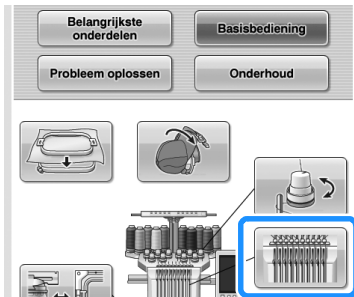 Belangrijkste
onderdelen
Basisbediening
Probleem oplossen
Onderhoud